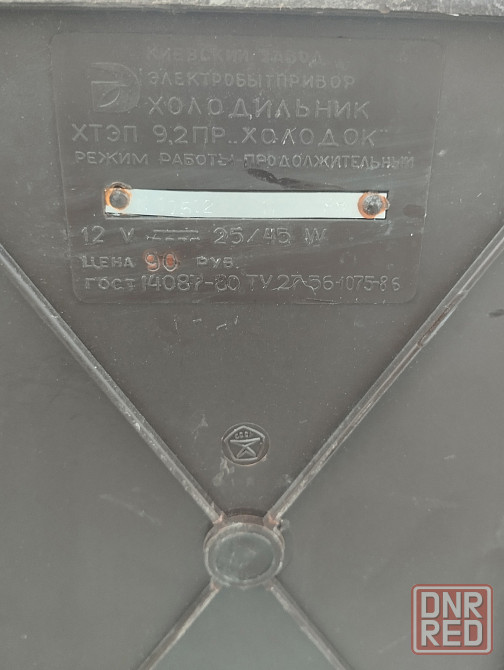 КИЕВСКИЙ ЗАВОД
ЭЛЕКТРОБЫТПРИБОР
ХОЛОДИЛЬНИК
ХТЭП 9,2ПР „ХОЛОДОК"
РЕЖИМ РАБОТЫ-ПРОДОЛЖИТЕЛЬНЫЙ
12 V 25/45 W
ЦЕНА 90 РУБ
ГОСТ 14087-80 ТУ.27-56-1075-86
DNR
RED